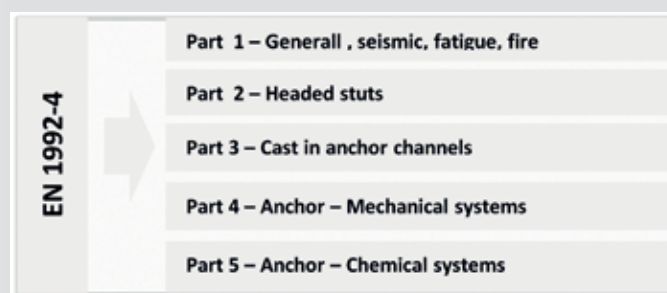 EN 1992-4
Part 1 – Generall , seismic, fatigue, fire
Part 2 – Headed stuts
Part 3 – Cast in anchor channels
Part 4 – Anchor – Mechanical systems
Part 5 – Anchor – Chemical systems